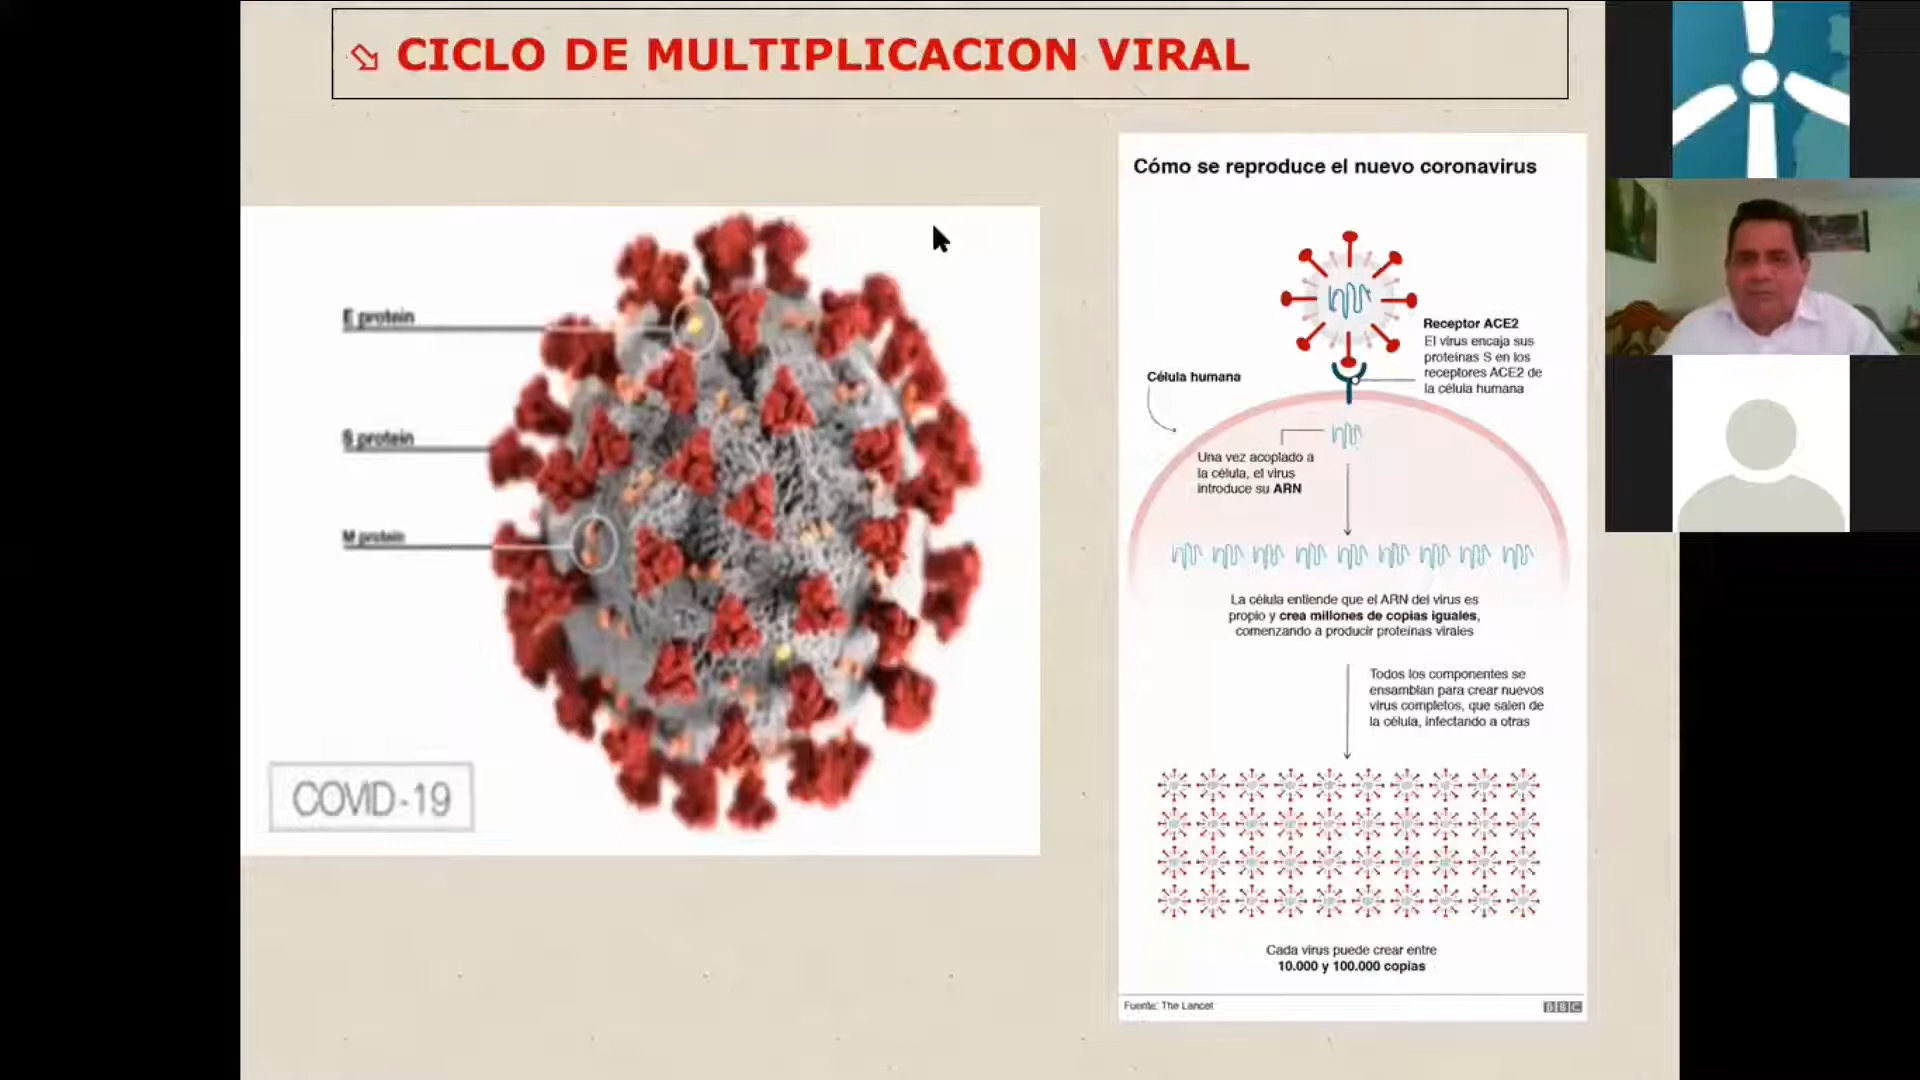 CICLO DE MULTIPLICACION VIRAL
E protein
S protein
M protein
COVID-19
Cómo se reproduce el nuevo coronavirus
Receptor ACE2
El virus encaja sus
proteínas S en los
receptores ACE2 de
la célula humana
Célula humana
Una vez acoplado a
la célula, el virus
introduce su ARN
La célula entiende que el ARN del virus es
propio y crea millones de copias iguales,
comenzando a producir proteínas virales
Todos los componentes se
ensamblan para crear nuevos
virus completos, que salen de
la célula, infectando a otras
Cada virus puede crear entre
10.000 y 100.000 copias
Fuente: The Lancet
BBC